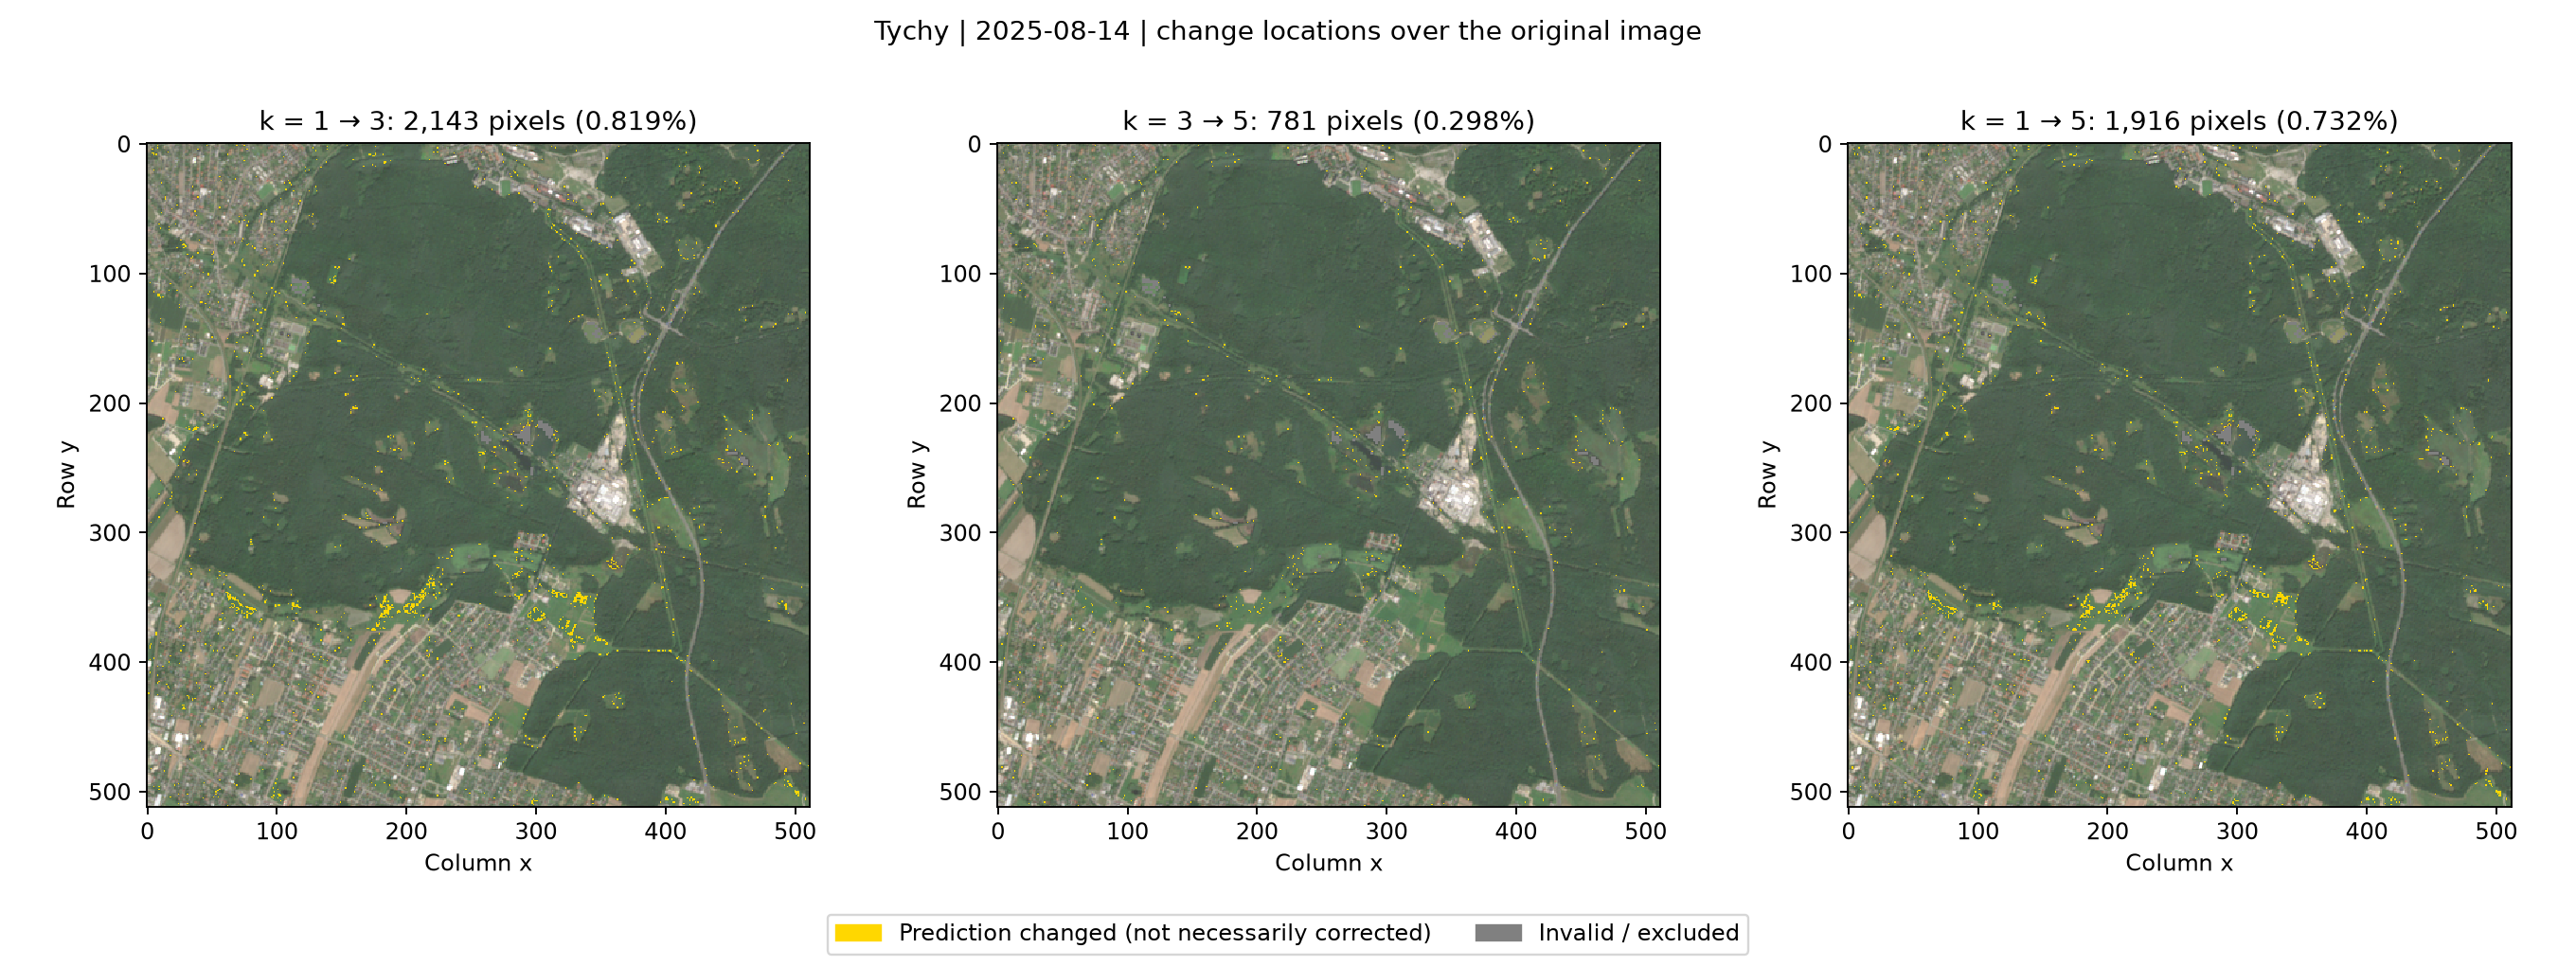 Tychy | 2025-08-14 | change locations over the original image
k = 1 → 3: 2,143 pixels (0.819%)
k = 3 → 5: 781 pixels (0.298%)
k = 1 → 5: 1,916 pixels (0.732%)
0
100
200
300
400
500
Row y
0 100 200 300 400 500
Column x
0
100
200
300
400
500
Row y
0 100 200 300 400 500
Column x
0
100
200
300
400
500
Row y
0 100 200 300 400 500
Column x
Prediction changed (not necessarily corrected)
Invalid / excluded